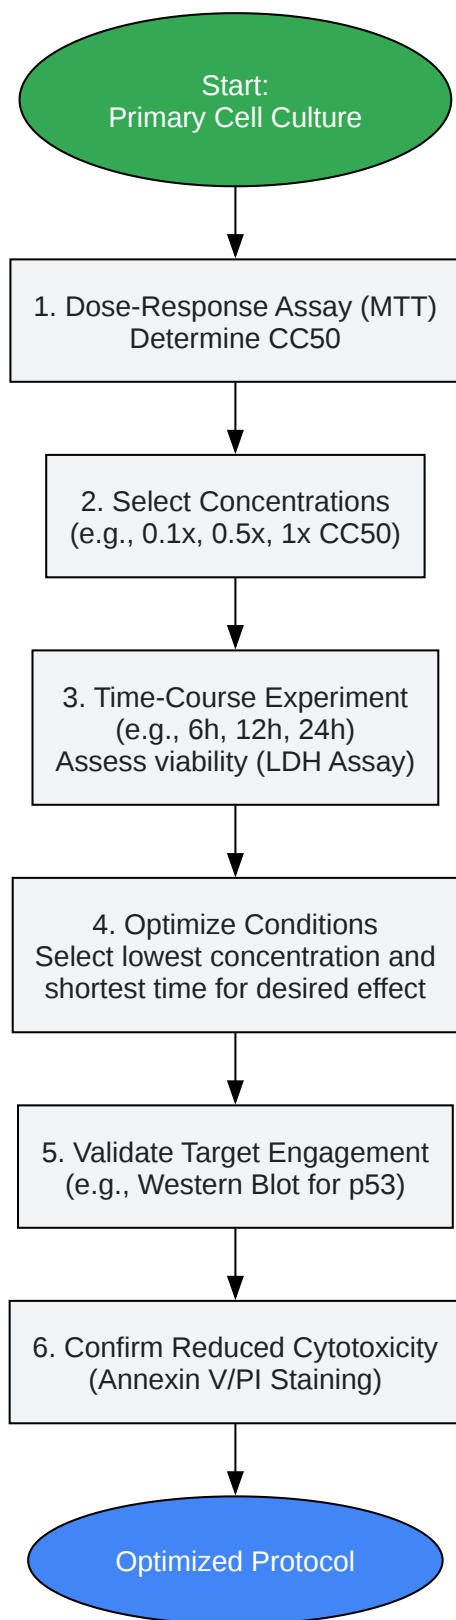 Start:
Primary Cell Culture
1. Dose-Response Assay (MTT)
Determine CC50
2. Select Concentrations
(e.g., 0.1x, 0.5x, 1x CC50)
3. Time-Course Experiment
(e.g., 6h, 12h, 24h)
Assess viability (LDH Assay)
4. Optimize Conditions
Select lowest concentration and
shortest time for desired effect
5. Validate Target Engagement
(e.g., Western Blot for p53)
6. Confirm Reduced Cytotoxicity
(Annexin V/PI Staining)
Optimized Protocol